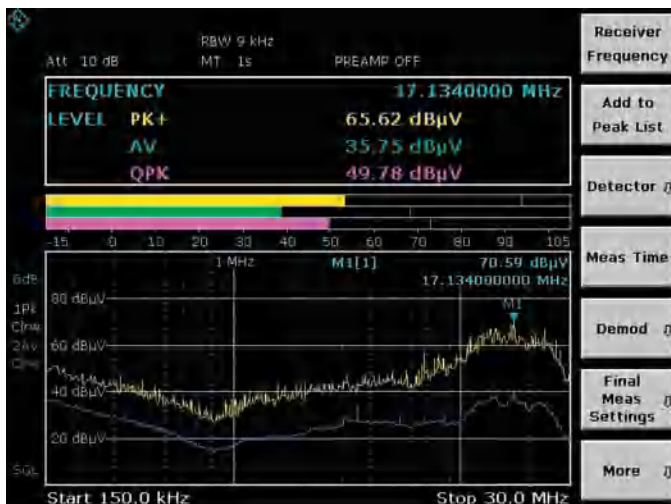 RBW 9 kHz
Att 10 dB MT 1s PREAMP OFF
FREQUENCY 17.1340000 MHz
LEVEL PK+ 65.62 dBµV
AV 35.75 dBµV
QPK 49.78 dBµV
-15 0 10 20 30 40 50 60 70 80 90 105
1 MHz M1[1] 70.59 dBµV
17.134000000 MHz
6dB
M1
80 dBµV
1Pk
Clrw
60 dBµV
2Av
40 dBµV
20 dBµV
SGL
Start 150.0 kHz Stop 30.0 MHz
Receiver
Frequency
Add to
Peak List
Detector
Meas Time
Demod
Final
Meas
Settings
More